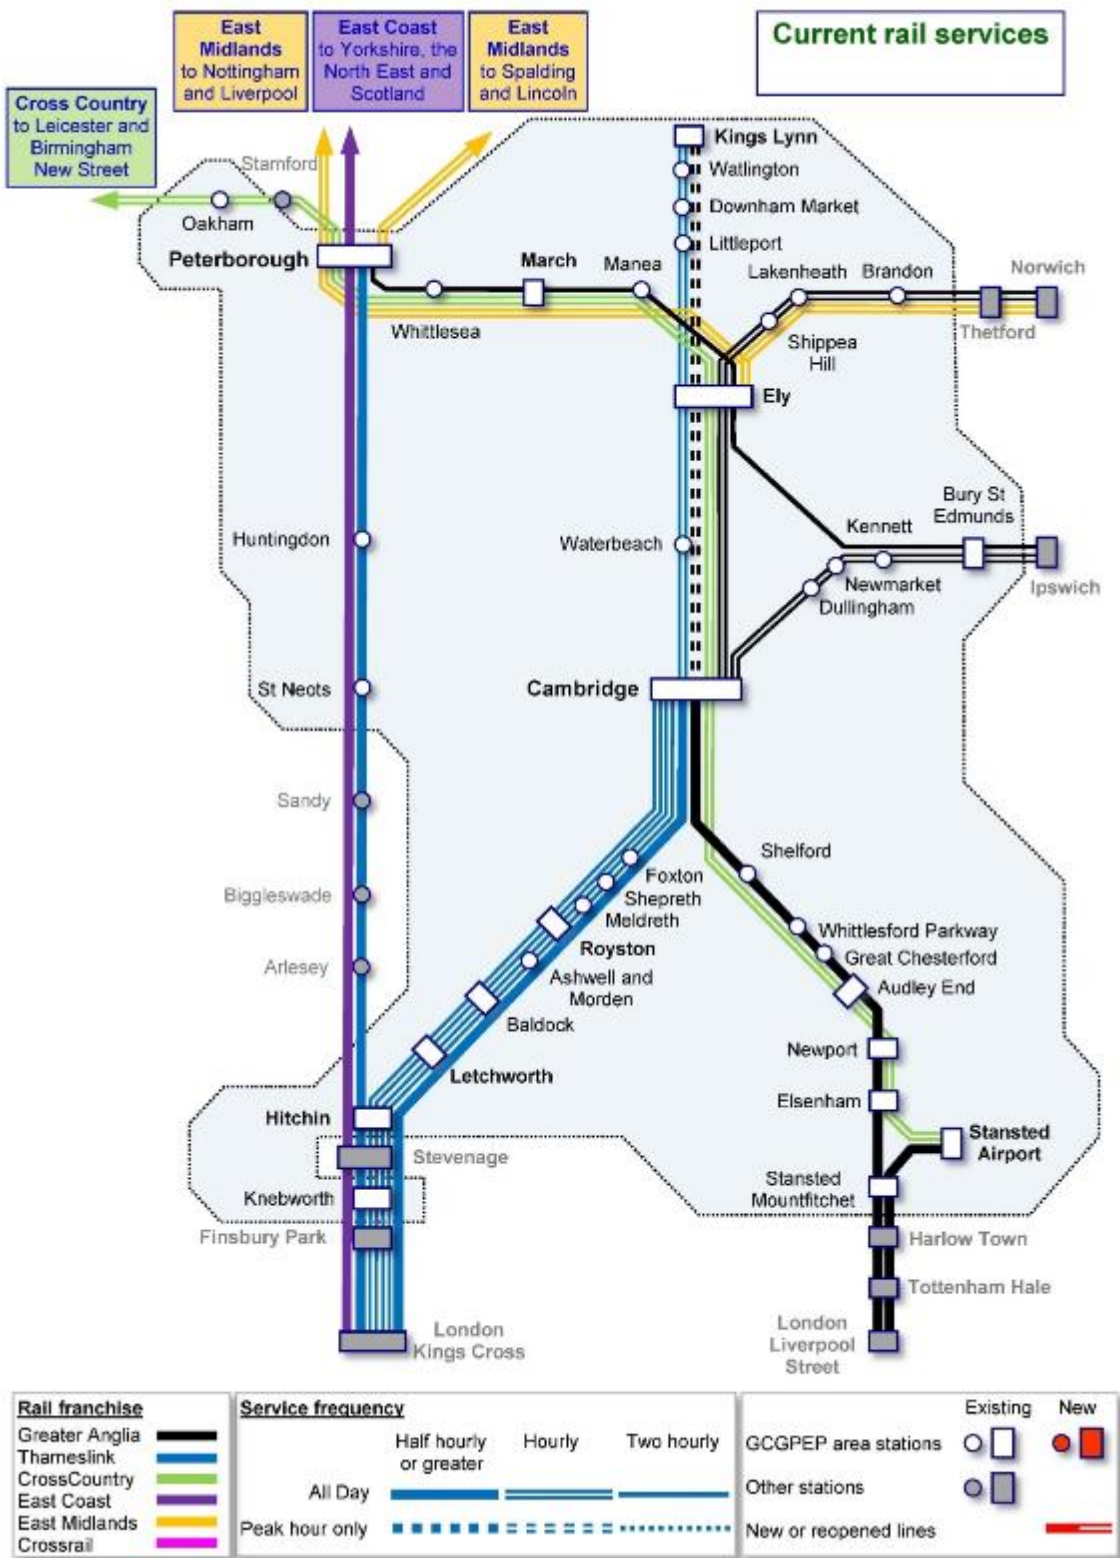 East
Midlands
to Nottingham
and Liverpool
East Coast
to Yorkshire, the
North East and
Scotland
East
Midlands
to Spalding
and Lincoln
Current rail services
Cross Country
to Leicester and
Birmingham
New Street
Stamford
Oakham
Peterborough
Kings Lynn
Watlington
Downham Market
Littleport
March
Manea
Lakenheath
Brandon
Norwich
Whittlesea
Shippea
Hill
Thetford
Ely
Huntingdon
Waterbeach
Kennett
Bury St
Edmunds
Newmarket
Dullingham
Ipswich
St Neots
Cambridge
Sandy
Shelford
Foxton
Shepreth
Meldreth
Biggleswade
Whittlesford Parkway
Royston
Great Chesterford
Arlesey
Ashwell and
Morden
Audley End
Baldock
Newport
Letchworth
Elsenham
Hitchin
Stansted
Airport
Stevenage
Knebworth
Stansted
Mountfitchet
Finsbury Park
Harlow Town
Tottenham Hale
London
Kings Cross
London
Liverpool
Street
Rail franchise
Greater Anglia
Thameslink
CrossCountry
East Coast
East Midlands
Crossrail
Service frequency
Half hourly
or greater
Hourly
Two hourly
All Day
Peak hour only
Existing
New
GCGPEP area stations
Other stations
New or reopened lines